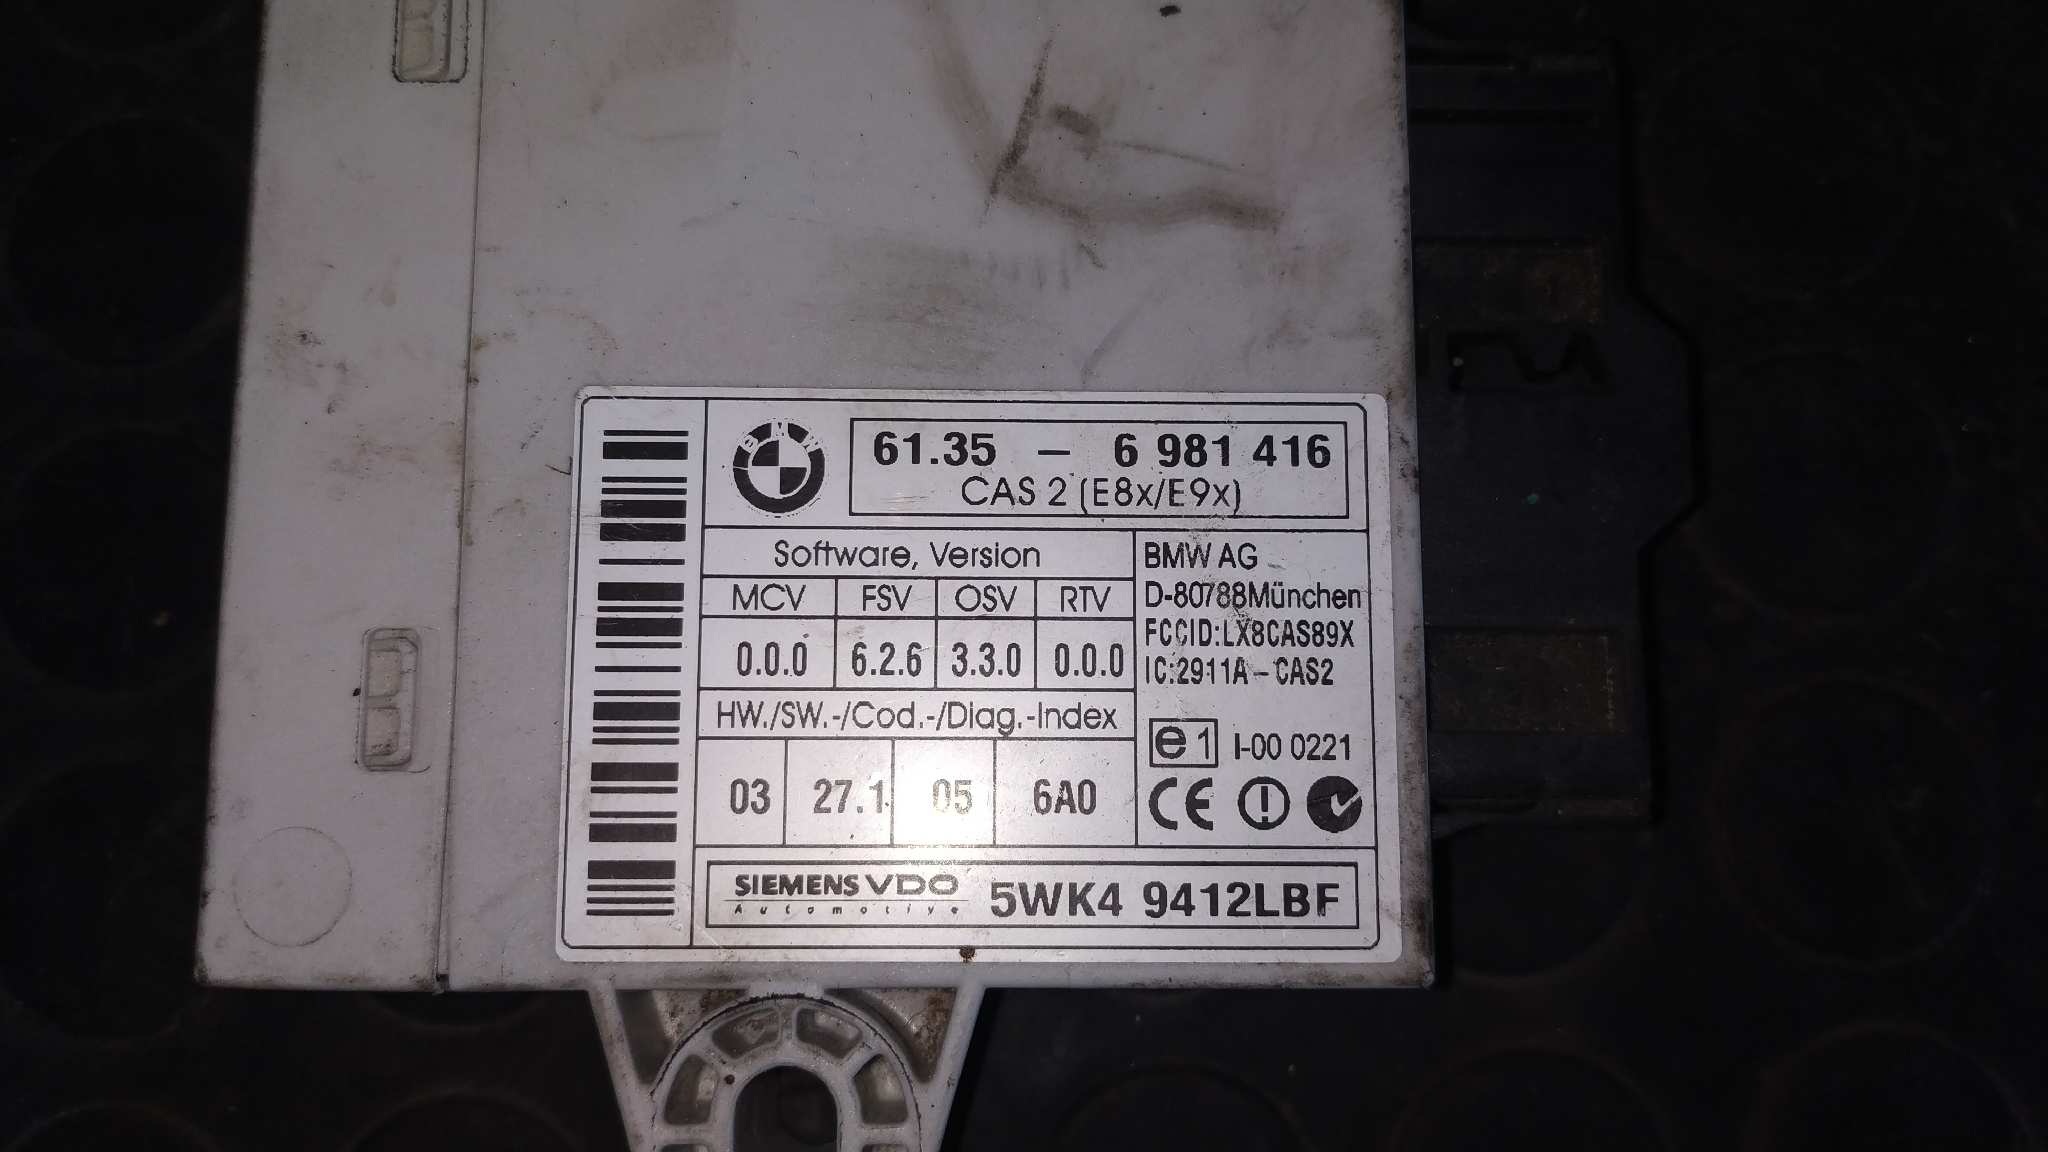 BMW
61.35 – 6 981 416
CAS 2 (E8x/E9x)
Software, Version
MCV FSV OSV RTV
0.0.0 6.2.6 3.3.0 0.0.0
HW./SW.-/Cod.-/Diag.-Index
03 27.1 05 6A0
BMW AG
D-80788München
FCCID:LX8CAS89X
IC:2911A – CAS2
e1 I-00 0221
CE
SIEMENS VDO
Automotive
5WK4 9412LBF